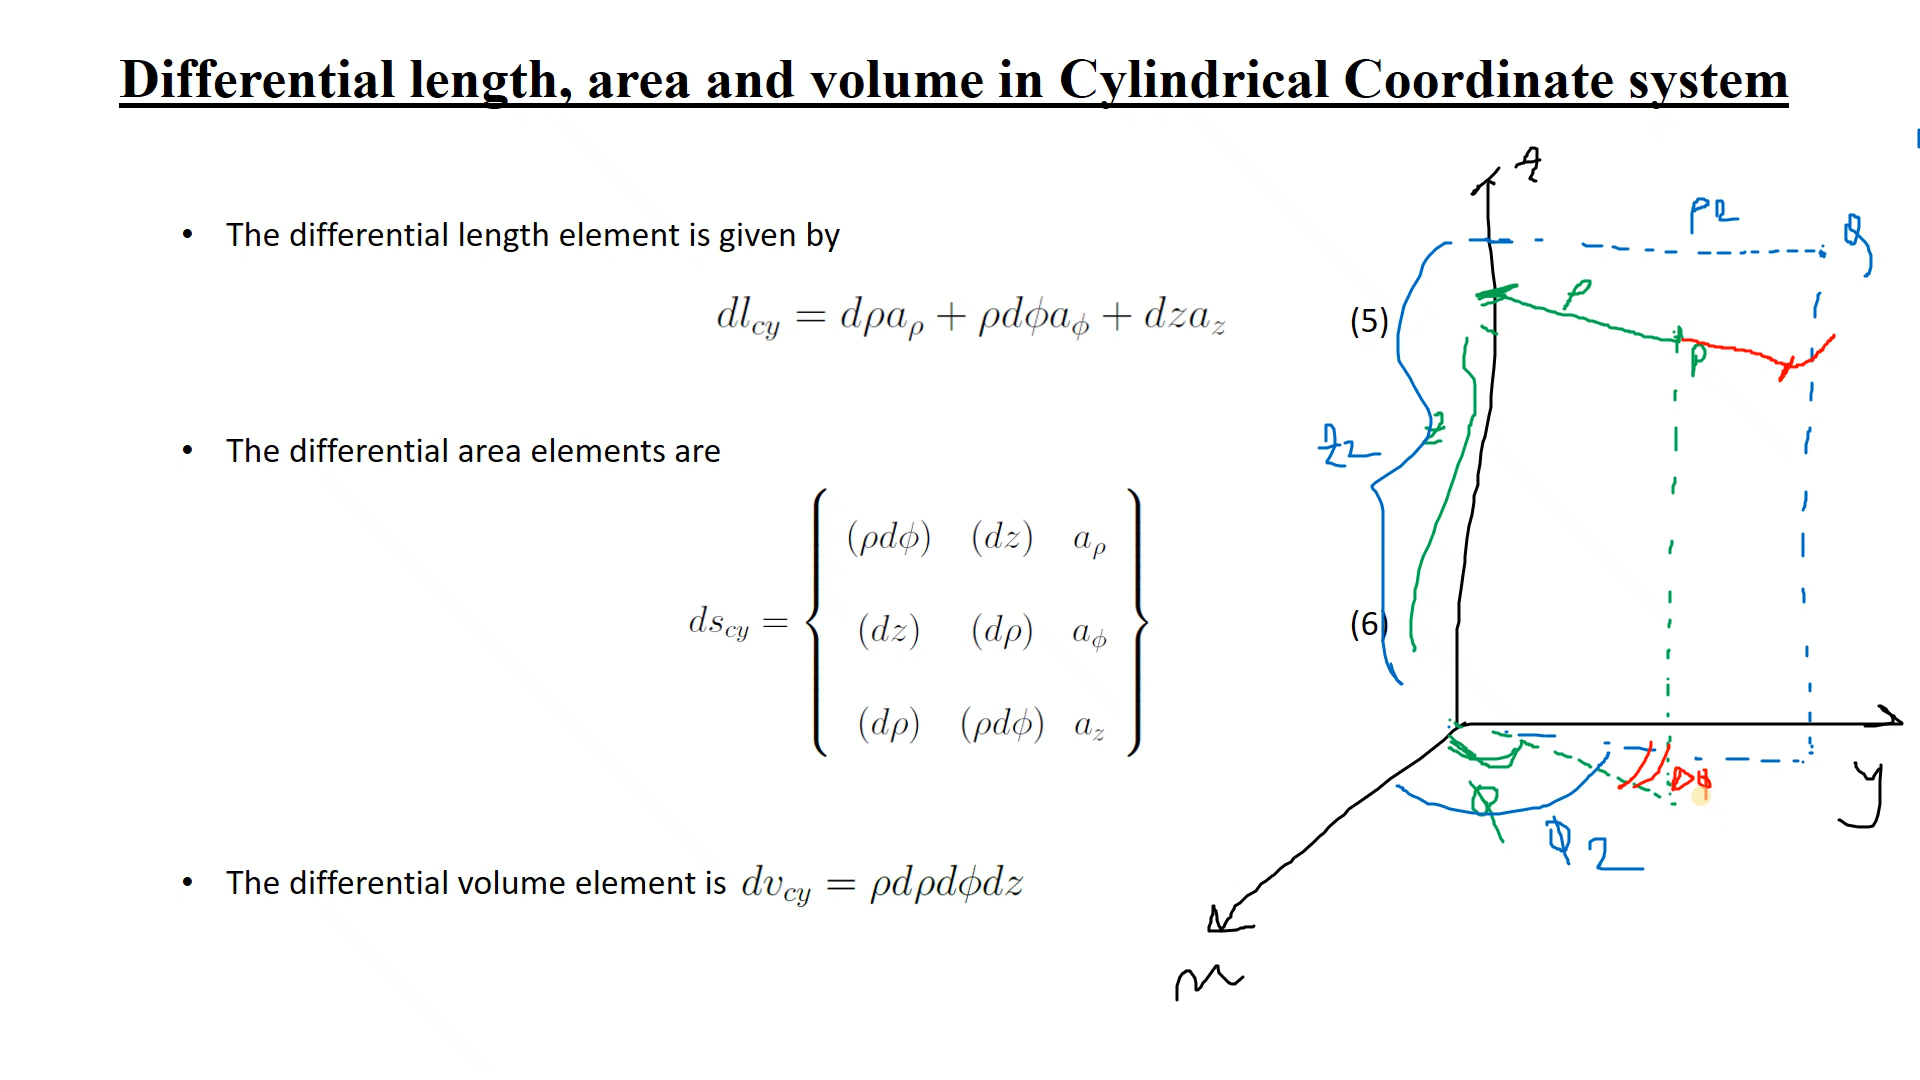 Differential length, area and volume in Cylindrical Coordinate system
• The differential length element is given by
dl_cy = dρa_ρ + ρdϕa_ϕ + dza_z (5)
• The differential area elements are
ds_cy = { (ρdϕ) (dz) a_ρ
(dz) (dρ) a_ϕ
(dρ) (ρdϕ) a_z } (6)
• The differential volume element is dv_cy = ρdρdϕdz
ρ2
Q
ρ
P
z
z2
y
ϕ
ϕ2